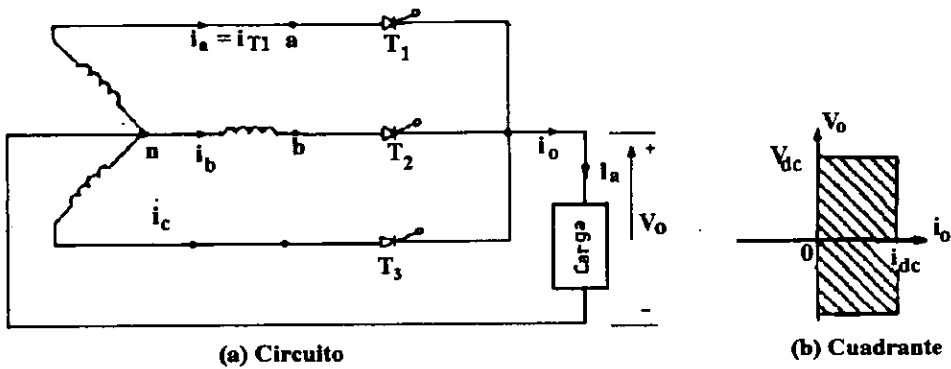 i_a = i_T1 a
T_1
n
i_b
b
T_2
i_o
+
I_a
V_o
i_c
T_3
Carga
−
(a) Circuito
V_o
V_dc
0
i_dc
i_o
(b) Cuadrante